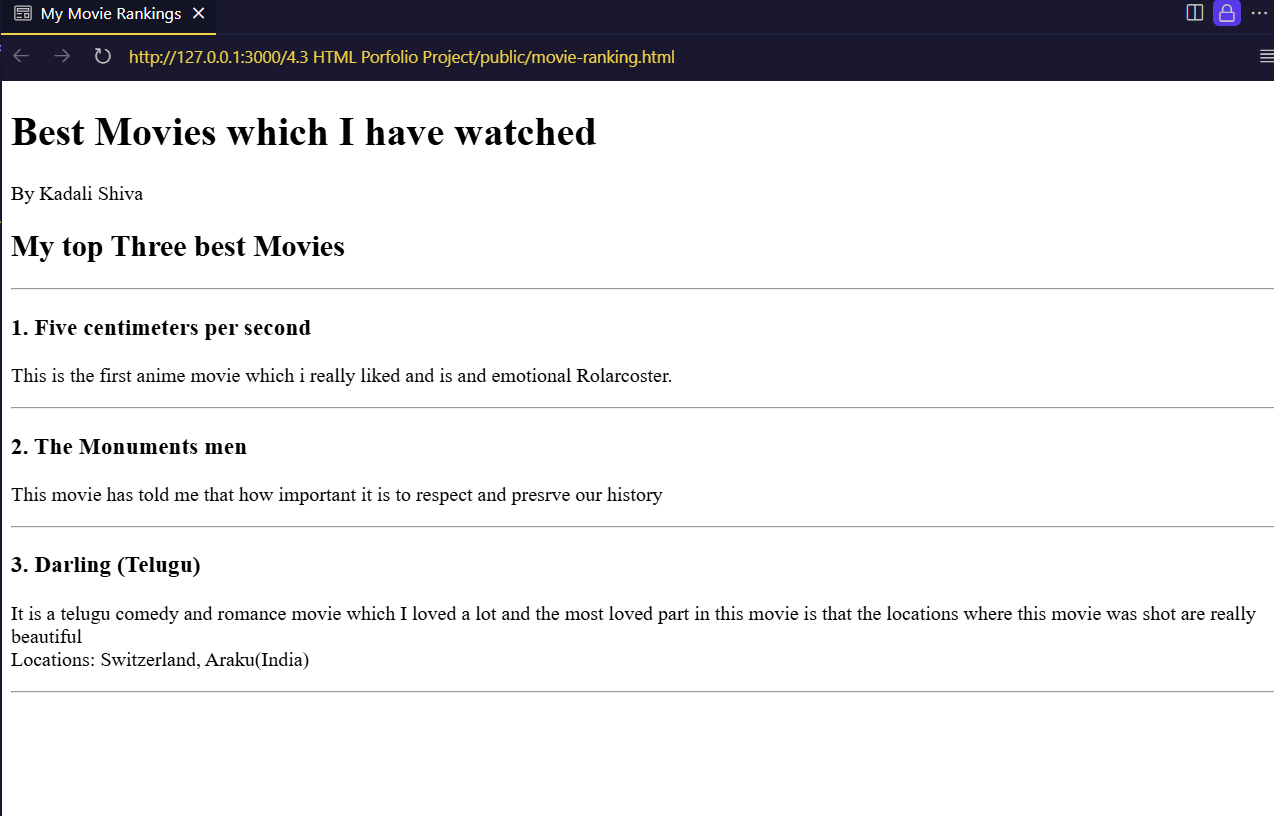 My Movie Rankings
http://127.0.0.1:3000/4.3 HTML Porfolio Project/public/movie-ranking.html
Best Movies which I have watched
By Kadali Shiva
My top Three best Movies
1. Five centimeters per second
This is the first anime movie which i really liked and is and emotional Rolarcoster.
2. The Monuments men
This movie has told me that how important it is to respect and presrve our history
3. Darling (Telugu)
It is a telugu comedy and romance movie which I loved a lot and the most loved part in this movie is that the locations where this movie was shot are really
beautiful
Locations: Switzerland, Araku(India)